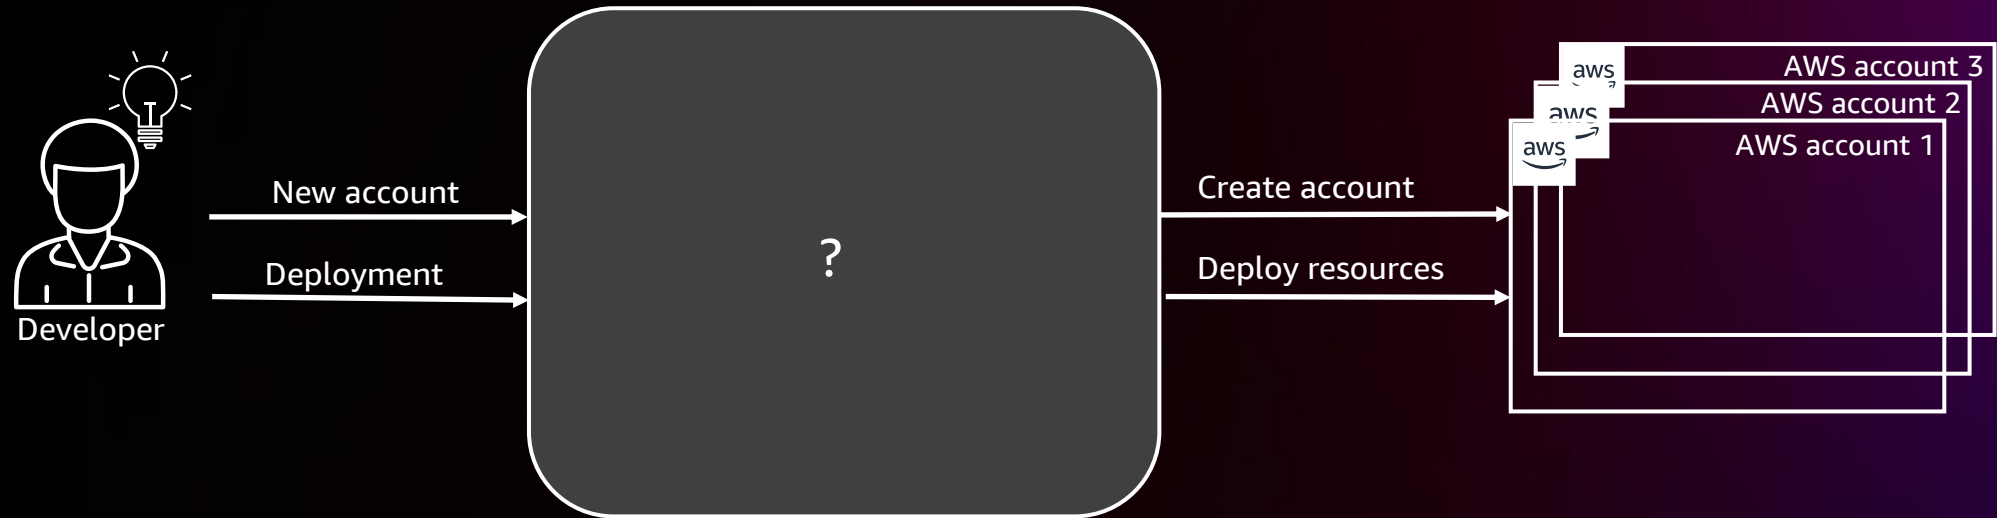 Developer
New account
Deployment
?
Create account
Deploy resources
aws
AWS account 3
aws
AWS account 2
aws
AWS account 1